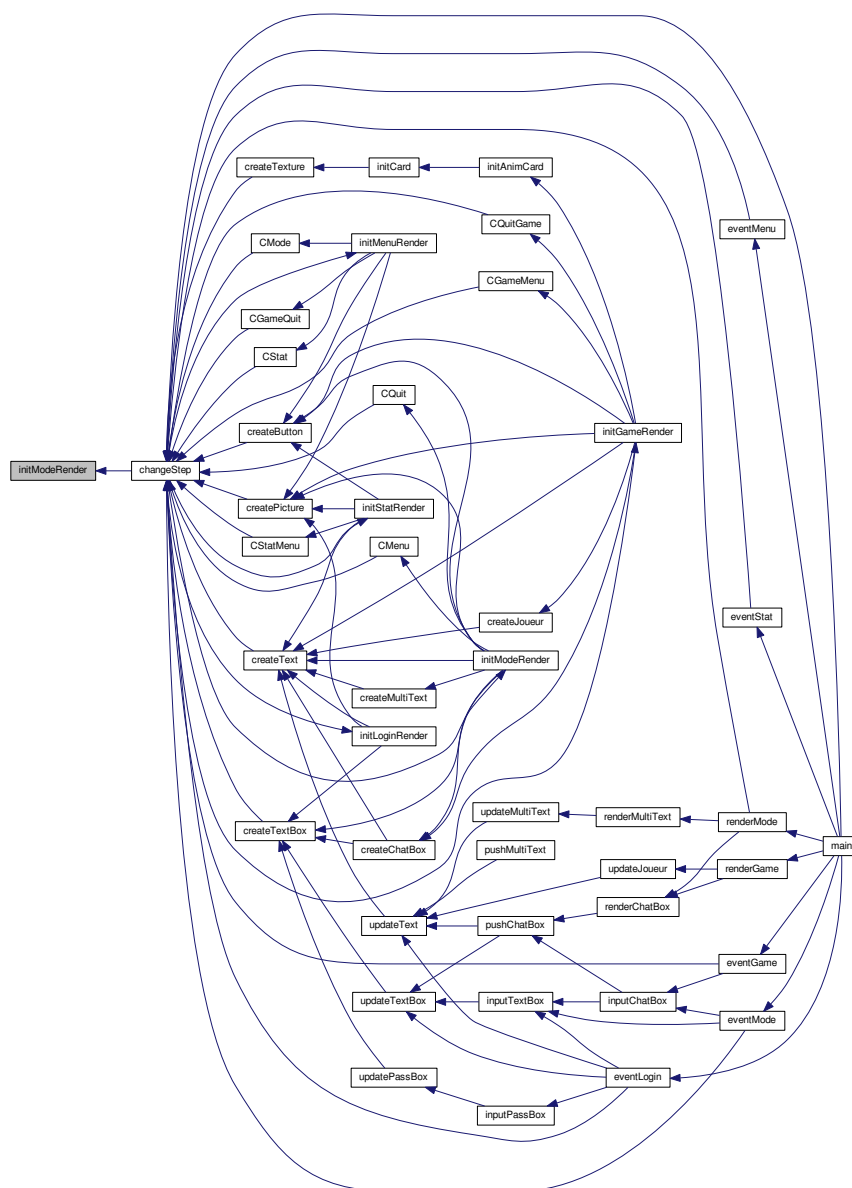 createTexture
initCard
initAnimCard
CQuitGame
eventMenu
CMode
initMenuRender
CGameMenu
CGameQuit
CStat
CQuit
createButton
initGameRender
initModeRender
changeStep
createPicture
initStatRender
CStatMenu
CMenu
eventStat
createJoueur
createText
initModeRender
createMultiText
initLoginRender
updateMultiText
renderMultiText
renderMode
createTextBox
createChatBox
pushMultiText
main
updateJoueur
renderGame
renderChatBox
updateText
pushChatBox
eventGame
updateTextBox
inputTextBox
inputChatBox
eventMode
updatePassBox
eventLogin
inputPassBox